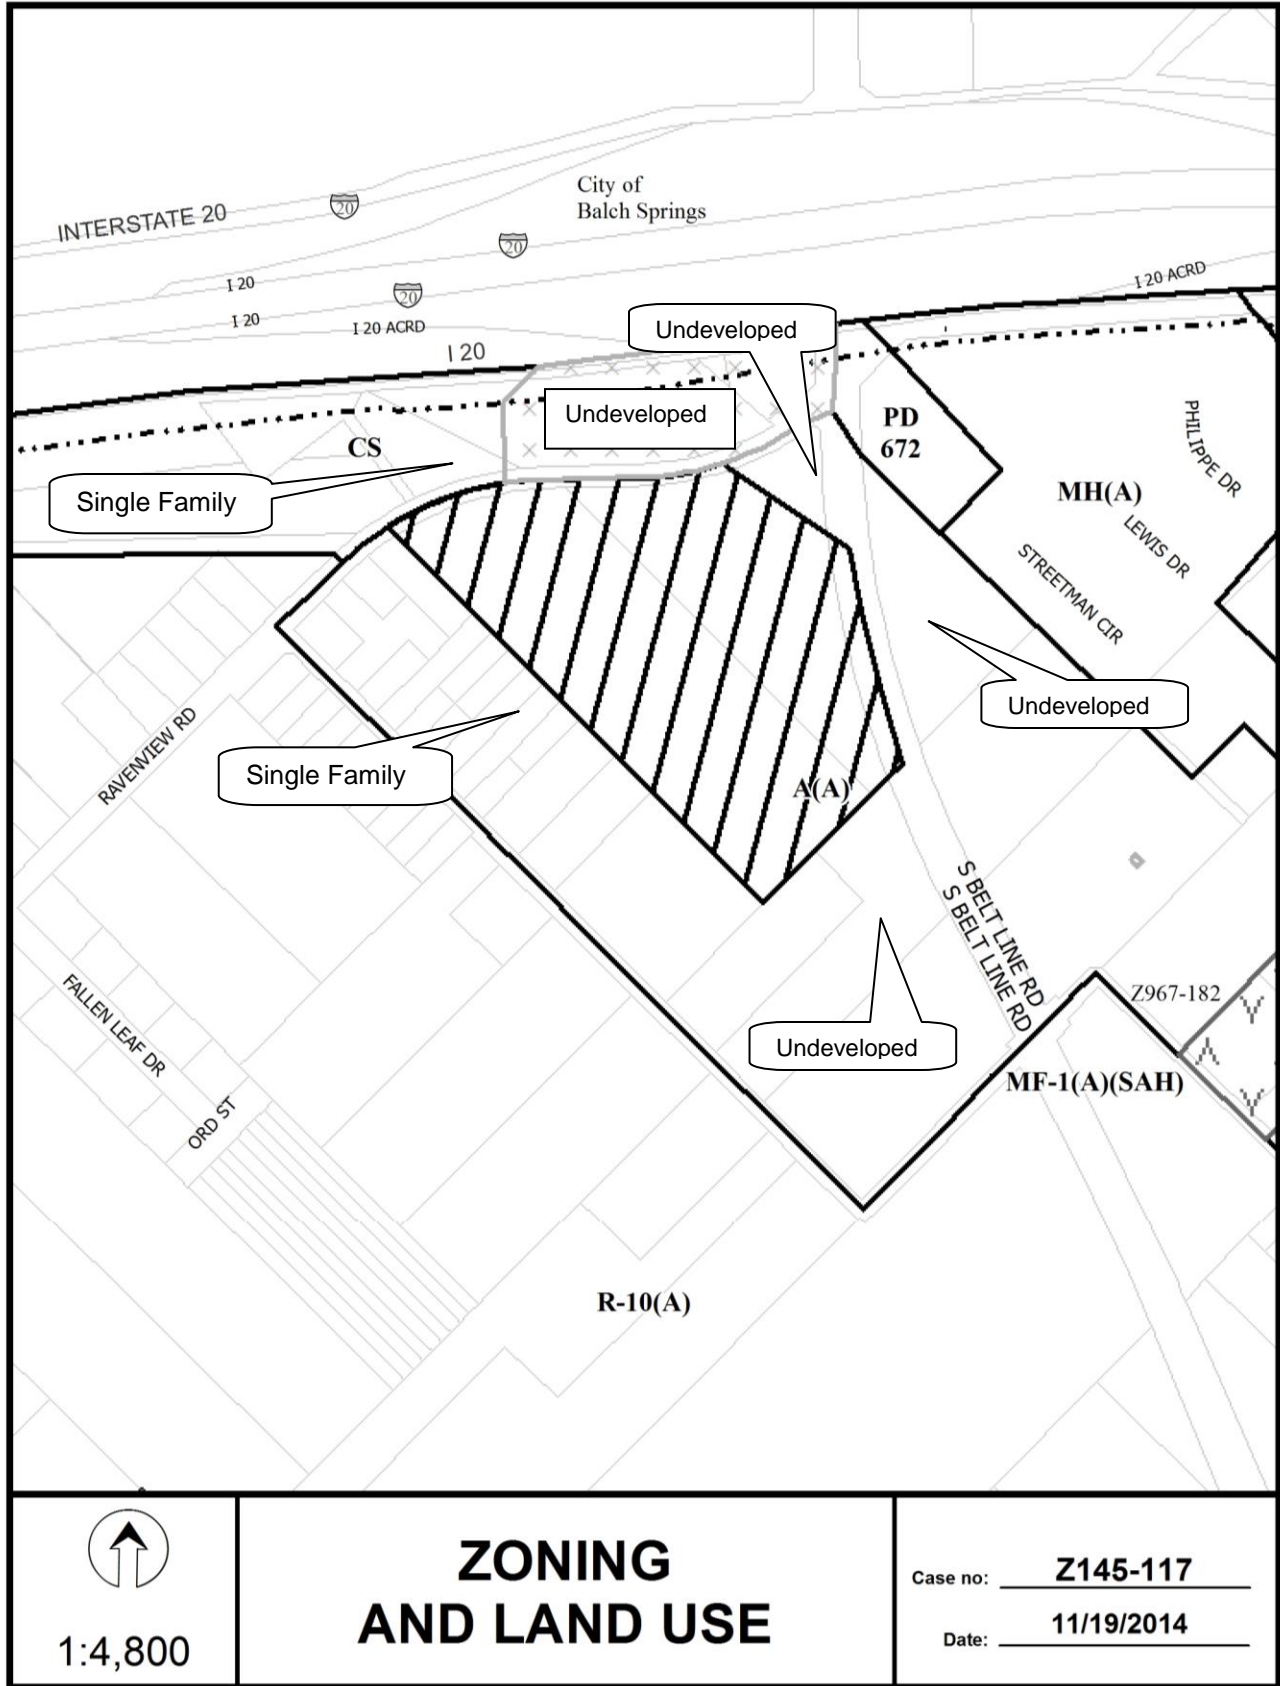 City of
Balch Springs
INTERSTATE 20
20
20
20
I 20
I 20
I 20 ACRD
I 20 ACRD
I 20
Undeveloped
Undeveloped
CS
PD
672
PHILIPPE DR
MH(A)
LEWIS DR
STREETMAN CIR
Single Family
Undeveloped
RAVENVIEW RD
Single Family
A(A)
S BELT LINE RD
S BELT LINE RD
FALLEN LEAF DR
Z967-182
Undeveloped
MF-1(A)(SAH)
ORD ST
R-10(A)
1:4,800
ZONING
AND LAND USE
Case no: Z145-117
Date: 11/19/2014